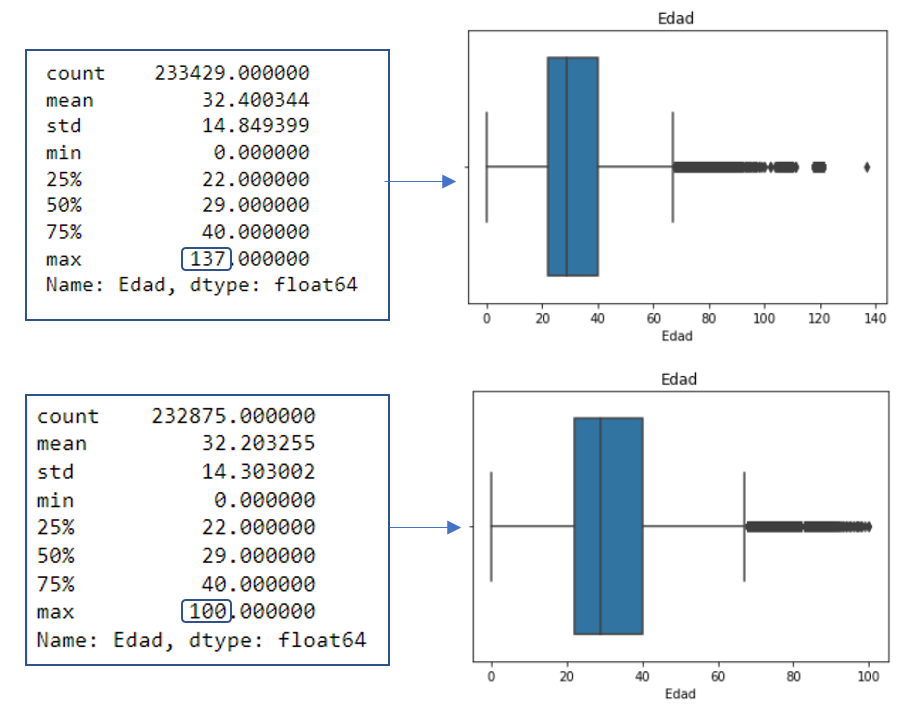 count 233429.000000
mean 32.400344
std 14.849399
min 0.000000
25% 22.000000
50% 29.000000
75% 40.000000
max 137.000000
Name: Edad, dtype: float64
Edad
0 20 40 60 80 100 120 140
Edad
count 232875.000000
mean 32.203255
std 14.303002
min 0.000000
25% 22.000000
50% 29.000000
75% 40.000000
max 100.000000
Name: Edad, dtype: float64
Edad
0 20 40 60 80 100
Edad